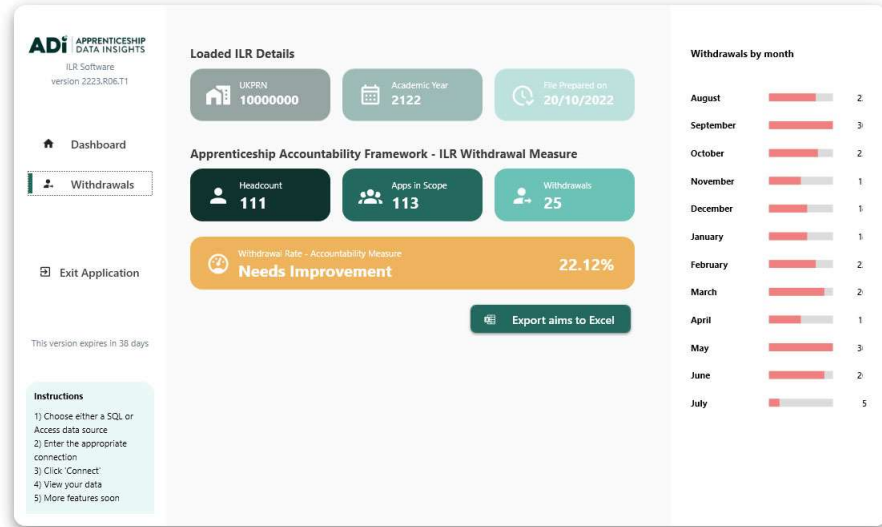 ADi APPRENTICESHIP
DATA INSIGHTS
ILR Software
version 2223.R06.T1
Dashboard
Withdrawals
Exit Application
This version expires in 38 days
Instructions
1) Choose either a SQL or
Access data source
2) Enter the appropriate
connection
3) Click 'Connect'
4) View your data
5) More features soon
Loaded ILR Details
UKPRN
10000000
Academic Year
2122
File Prepared on
20/10/2022
Apprenticeship Accountability Framework - ILR Withdrawal Measure
Headcount
111
Apps in Scope
113
Withdrawals
25
Withdrawal Rate - Accountability Measure
Needs Improvement
22.12%
Export aims to Excel
Withdrawals by month
August
September
October
November
December
January
February
March
April
May
June
July 5